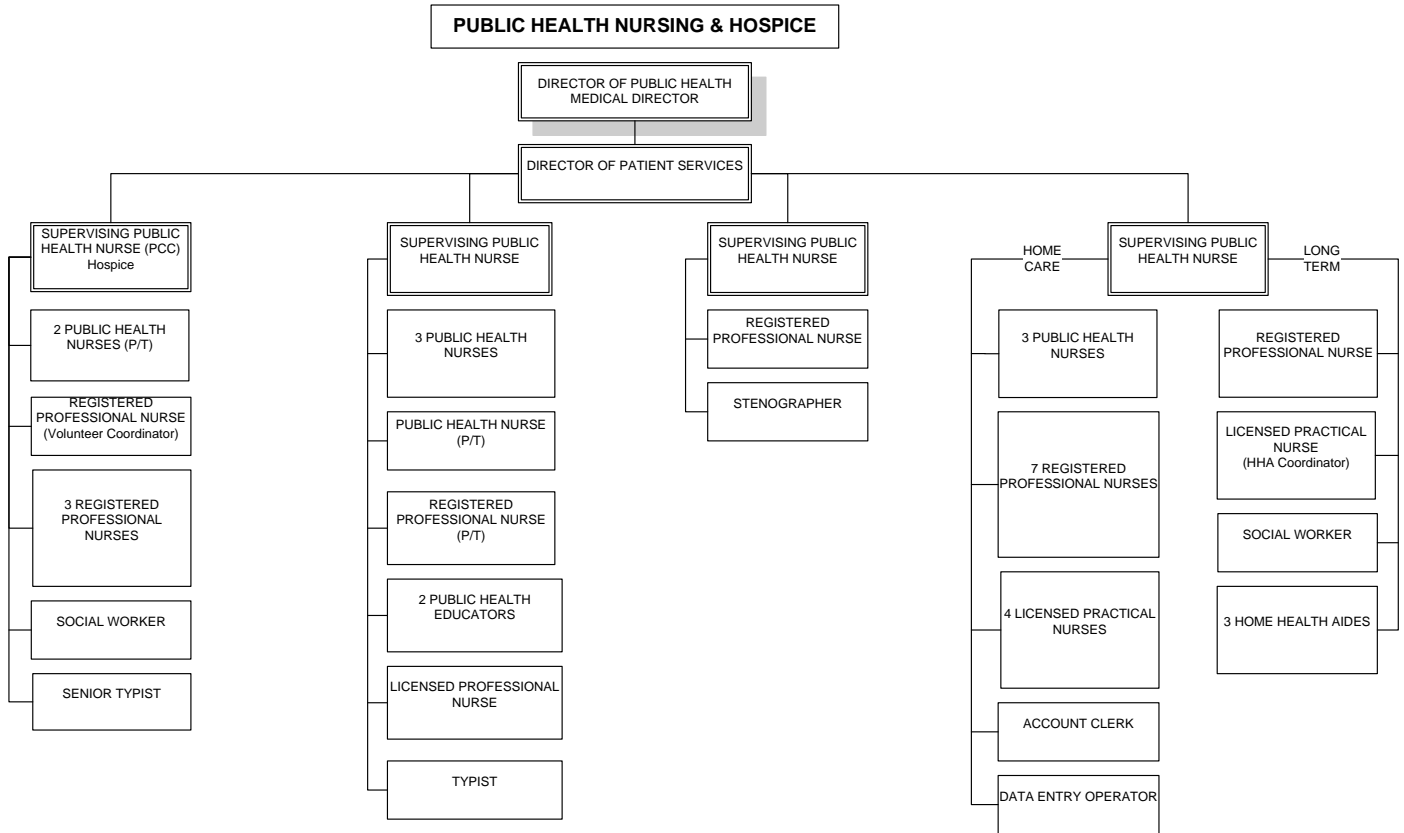 PUBLIC HEALTH NURSING & HOSPICE
DIRECTOR OF PUBLIC HEALTH
MEDICAL DIRECTOR
DIRECTOR OF PATIENT SERVICES
SUPERVISING PUBLIC
HEALTH NURSE (PCC)
Hospice
2 PUBLIC HEALTH
NURSES (P/T)
REGISTERED
PROFESSIONAL NURSE
(Volunteer Coordinator)
3 REGISTERED
PROFESSIONAL
NURSES
SOCIAL WORKER
SENIOR TYPIST
SUPERVISING PUBLIC
HEALTH NURSE
3 PUBLIC HEALTH
NURSES
PUBLIC HEALTH NURSE
(P/T)
REGISTERED
PROFESSIONAL NURSE
(P/T)
2 PUBLIC HEALTH
EDUCATORS
LICENSED PROFESSIONAL
NURSE
TYPIST
SUPERVISING PUBLIC
HEALTH NURSE
REGISTERED
PROFESSIONAL NURSE
STENOGRAPHER
SUPERVISING PUBLIC
HEALTH NURSE
HOME
CARE
3 PUBLIC HEALTH
NURSES
7 REGISTERED
PROFESSIONAL NURSES
4 LICENSED PRACTICAL
NURSES
ACCOUNT CLERK
DATA ENTRY OPERATOR
LONG
TERM
REGISTERED
PROFESSIONAL NURSE
LICENSED PRACTICAL
NURSE
(HHA Coordinator)
SOCIAL WORKER
3 HOME HEALTH AIDES